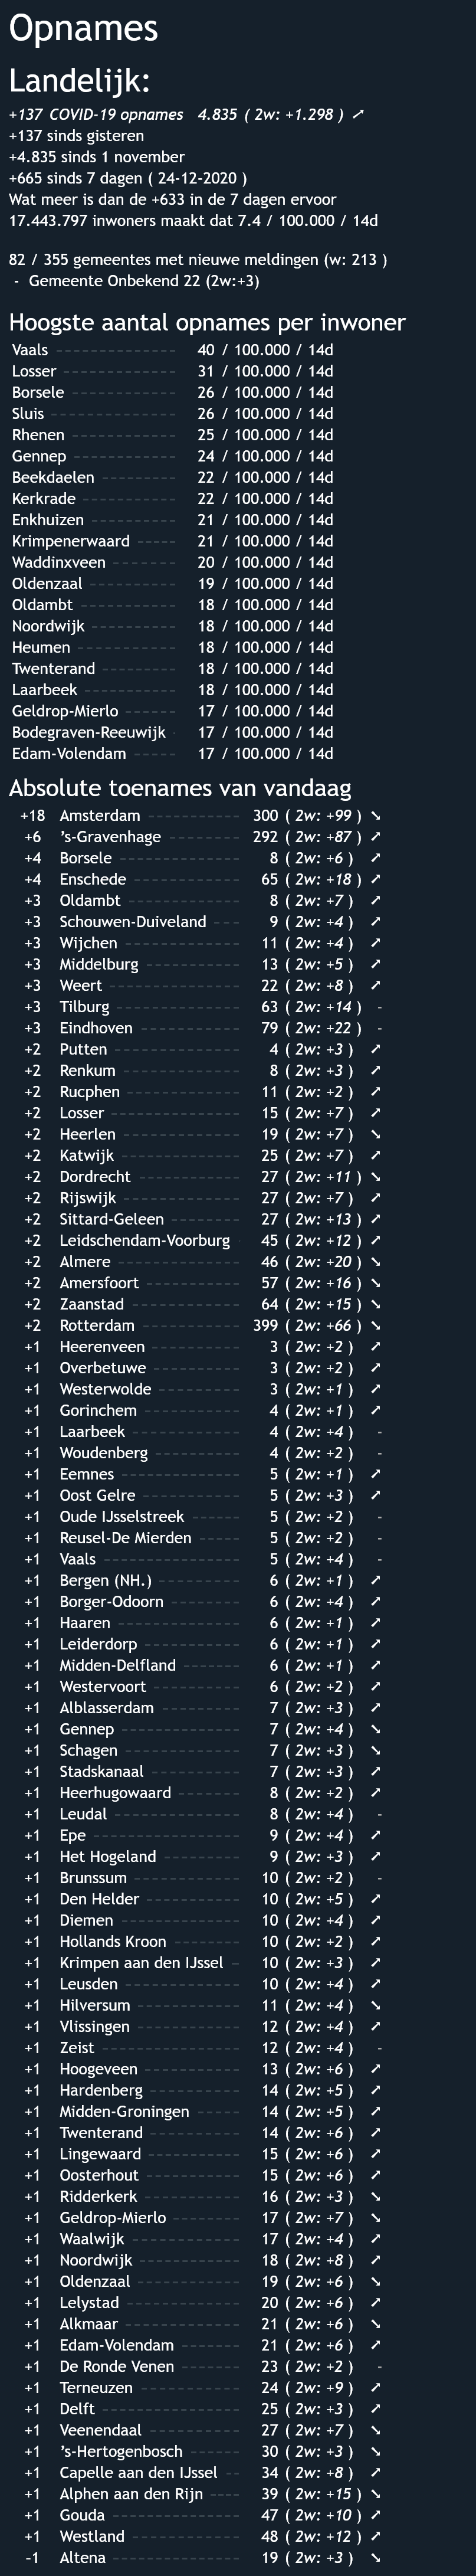 Opnames
Landelijk:
+137 COVID-19 opnames 4.835 ( 2w: +1.298 ) ➚
+137 sinds gisteren
+4.835 sinds 1 november
+665 sinds 7 dagen ( 24-12-2020 )
Wat meer is dan de +633 in de 7 dagen ervoor
17.443.797 inwoners maakt dat 7.4 / 100.000 / 14d
82 / 355 gemeentes met nieuwe meldingen (w: 213 )
- Gemeente Onbekend 22 (2w:+3)
Hoogste aantal opnames per inwoner
Vaals 40 / 100.000 / 14d
Losser 31 / 100.000 / 14d
Borsele 26 / 100.000 / 14d
Sluis 26 / 100.000 / 14d
Rhenen 25 / 100.000 / 14d
Gennep 24 / 100.000 / 14d
Beekdaelen 22 / 100.000 / 14d
Kerkrade 22 / 100.000 / 14d
Enkhuizen 21 / 100.000 / 14d
Krimpenerwaard 21 / 100.000 / 14d
Waddinxveen 20 / 100.000 / 14d
Oldenzaal 19 / 100.000 / 14d
Oldambt 18 / 100.000 / 14d
Noordwijk 18 / 100.000 / 14d
Heumen 18 / 100.000 / 14d
Twenterand 18 / 100.000 / 14d
Laarbeek 18 / 100.000 / 14d
Geldrop-Mierlo 17 / 100.000 / 14d
Bodegraven-Reeuwijk 17 / 100.000 / 14d
Edam-Volendam 17 / 100.000 / 14d
Absolute toenames van vandaag
+18 Amsterdam 300 ( 2w: +99 ) ➘
+6 's-Gravenhage 292 ( 2w: +87 ) ➚
+4 Borsele 8 ( 2w: +6 ) ➚
+4 Enschede 65 ( 2w: +18 ) ➚
+3 Oldambt 8 ( 2w: +7 ) ➚
+3 Schouwen-Duiveland 9 ( 2w: +4 ) ➚
+3 Wijchen 11 ( 2w: +4 ) ➚
+3 Middelburg 13 ( 2w: +5 ) ➚
+3 Weert 22 ( 2w: +8 ) ➚
+3 Tilburg 63 ( 2w: +14 ) -
+3 Eindhoven 79 ( 2w: +22 ) -
+2 Putten 4 ( 2w: +3 ) ➚
+2 Renkum 8 ( 2w: +3 ) ➚
+2 Rucphen 11 ( 2w: +2 ) ➚
+2 Losser 15 ( 2w: +7 ) ➚
+2 Heerlen 19 ( 2w: +7 ) ➘
+2 Katwijk 25 ( 2w: +7 ) ➚
+2 Dordrecht 27 ( 2w: +11 ) ➘
+2 Rijswijk 27 ( 2w: +7 ) ➚
+2 Sittard-Geleen 27 ( 2w: +13 ) ➚
+2 Leidschendam-Voorburg 45 ( 2w: +12 ) ➚
+2 Almere 46 ( 2w: +20 ) ➘
+2 Amersfoort 57 ( 2w: +16 ) ➘
+2 Zaanstad 64 ( 2w: +15 ) ➘
+2 Rotterdam 399 ( 2w: +66 ) ➘
+1 Heerenveen 3 ( 2w: +2 ) ➚
+1 Overbetuwe 3 ( 2w: +2 ) ➚
+1 Westerwolde 3 ( 2w: +1 ) ➚
+1 Gorinchem 4 ( 2w: +1 ) ➚
+1 Laarbeek 4 ( 2w: +4 ) -
+1 Woudenberg 4 ( 2w: +2 ) -
+1 Eemnes 5 ( 2w: +1 ) ➚
+1 Oost Gelre 5 ( 2w: +3 ) ➚
+1 Oude IJsselstreek 5 ( 2w: +2 ) -
+1 Reusel-De Mierden 5 ( 2w: +2 ) -
+1 Vaals 5 ( 2w: +4 ) -
+1 Bergen (NH.) 6 ( 2w: +1 ) ➚
+1 Borger-Odoorn 6 ( 2w: +4 ) ➚
+1 Haaren 6 ( 2w: +1 ) ➚
+1 Leiderdorp 6 ( 2w: +1 ) ➚
+1 Midden-Delfland 6 ( 2w: +1 ) ➚
+1 Westervoort 6 ( 2w: +2 ) ➚
+1 Alblasserdam 7 ( 2w: +3 ) ➚
+1 Gennep 7 ( 2w: +4 ) ➘
+1 Schagen 7 ( 2w: +3 ) ➘
+1 Stadskanaal 7 ( 2w: +3 ) ➚
+1 Heerhugowaard 8 ( 2w: +2 ) ➚
+1 Leudal 8 ( 2w: +4 ) -
+1 Epe 9 ( 2w: +4 ) ➚
+1 Het Hogeland 9 ( 2w: +3 ) ➚
+1 Brunssum 10 ( 2w: +2 ) -
+1 Den Helder 10 ( 2w: +5 ) ➚
+1 Diemen 10 ( 2w: +4 ) ➚
+1 Hollands Kroon 10 ( 2w: +2 ) ➚
+1 Krimpen aan den IJssel 10 ( 2w: +3 ) ➚
+1 Leusden 10 ( 2w: +4 ) ➚
+1 Hilversum 11 ( 2w: +4 ) ➘
+1 Vlissingen 12 ( 2w: +4 ) ➚
+1 Zeist 12 ( 2w: +4 ) -
+1 Hoogeveen 13 ( 2w: +6 ) ➚
+1 Hardenberg 14 ( 2w: +5 ) ➚
+1 Midden-Groningen 14 ( 2w: +5 ) ➚
+1 Twenterand 14 ( 2w: +6 ) ➚
+1 Lingewaard 15 ( 2w: +6 ) ➚
+1 Oosterhout 15 ( 2w: +6 ) ➚
+1 Ridderkerk 16 ( 2w: +3 ) ➘
+1 Geldrop-Mierlo 17 ( 2w: +7 ) ➘
+1 Waalwijk 17 ( 2w: +4 ) ➚
+1 Noordwijk 18 ( 2w: +8 ) ➚
+1 Oldenzaal 19 ( 2w: +6 ) ➘
+1 Lelystad 20 ( 2w: +6 ) ➚
+1 Alkmaar 21 ( 2w: +6 ) ➘
+1 Edam-Volendam 21 ( 2w: +6 ) ➚
+1 De Ronde Venen 23 ( 2w: +2 ) -
+1 Terneuzen 24 ( 2w: +9 ) ➚
+1 Delft 25 ( 2w: +3 ) ➚
+1 Veenendaal 27 ( 2w: +7 ) ➘
+1 's-Hertogenbosch 30 ( 2w: +3 ) ➘
+1 Capelle aan den IJssel 34 ( 2w: +8 ) ➚
+1 Alphen aan den Rijn 39 ( 2w: +15 ) ➘
+1 Gouda 47 ( 2w: +10 ) ➚
+1 Westland 48 ( 2w: +12 ) ➚
-1 Altena 19 ( 2w: +3 ) ➘